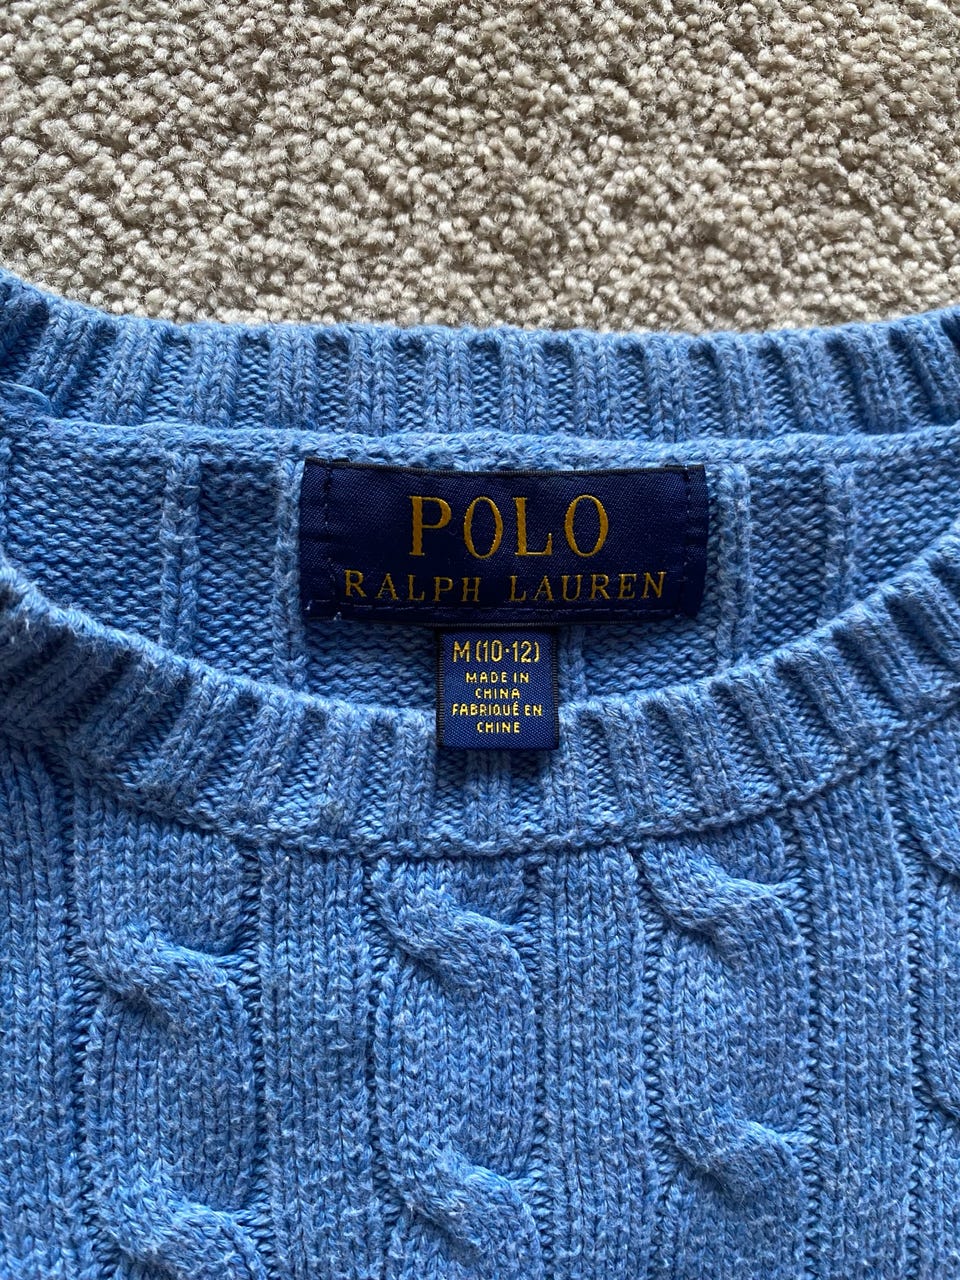 POLO
RALPH LAUREN
M(10-12)
MADE IN
CHINA
FABRIQUÉ EN
CHINE